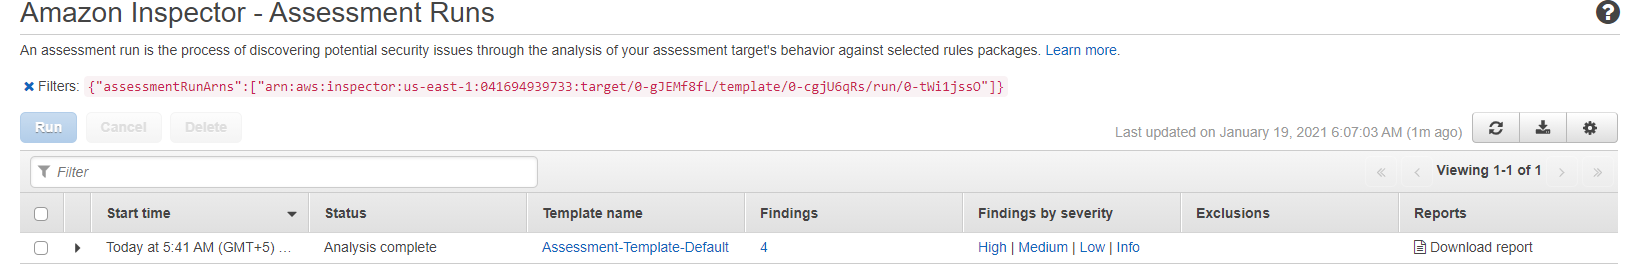 Amazon Inspector - Assessment Runs
An assessment run is the process of discovering potential security issues through the analysis of your assessment target's behavior against selected rules packages. Learn more.
Filters: {"assessmentRunArns":["arn:aws:inspector:us-east-1:041694939733:target/0-gJEMf8fL/template/0-cgjU6qRs/run/0-tWi1jssO"]}
Run Cancel Delete Last updated on January 19, 2021 6:07:03 AM (1m ago)
Filter « ‹ Viewing 1-1 of 1 › »
Start time Status Template name Findings Findings by severity Exclusions Reports
Today at 5:41 AM (GMT+5) ... Analysis complete Assessment-Template-Default 4 High | Medium | Low | Info Download report